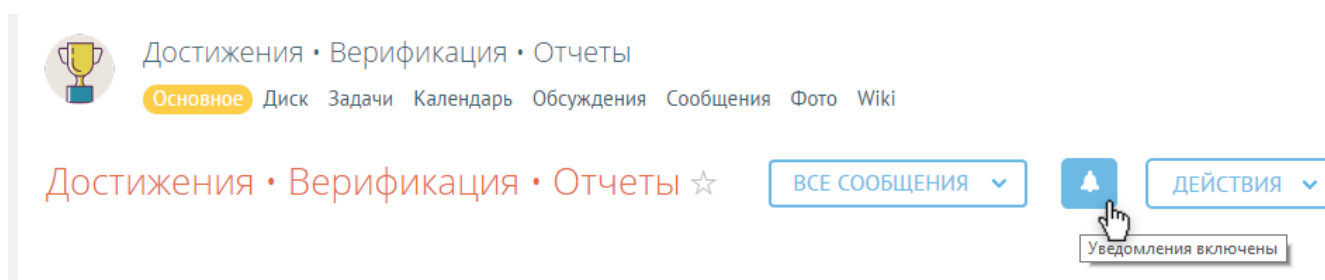 Достижения • Верификация • Отчеты
Основное Диск Задачи Календарь Обсуждения Сообщения Фото Wiki
Достижения • Верификация • Отчеты ВСЕ СООБЩЕНИЯ ДЕЙСТВИЯ
Уведомления включены